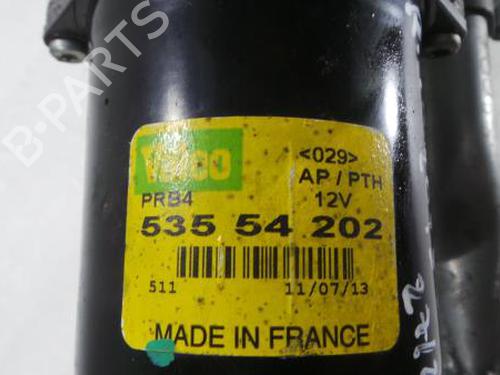 B-PARTS
Valeo
<029>
AP/PTH
PRB4
12V
535 54 202
511
11/07/13
MADE IN FRANCE